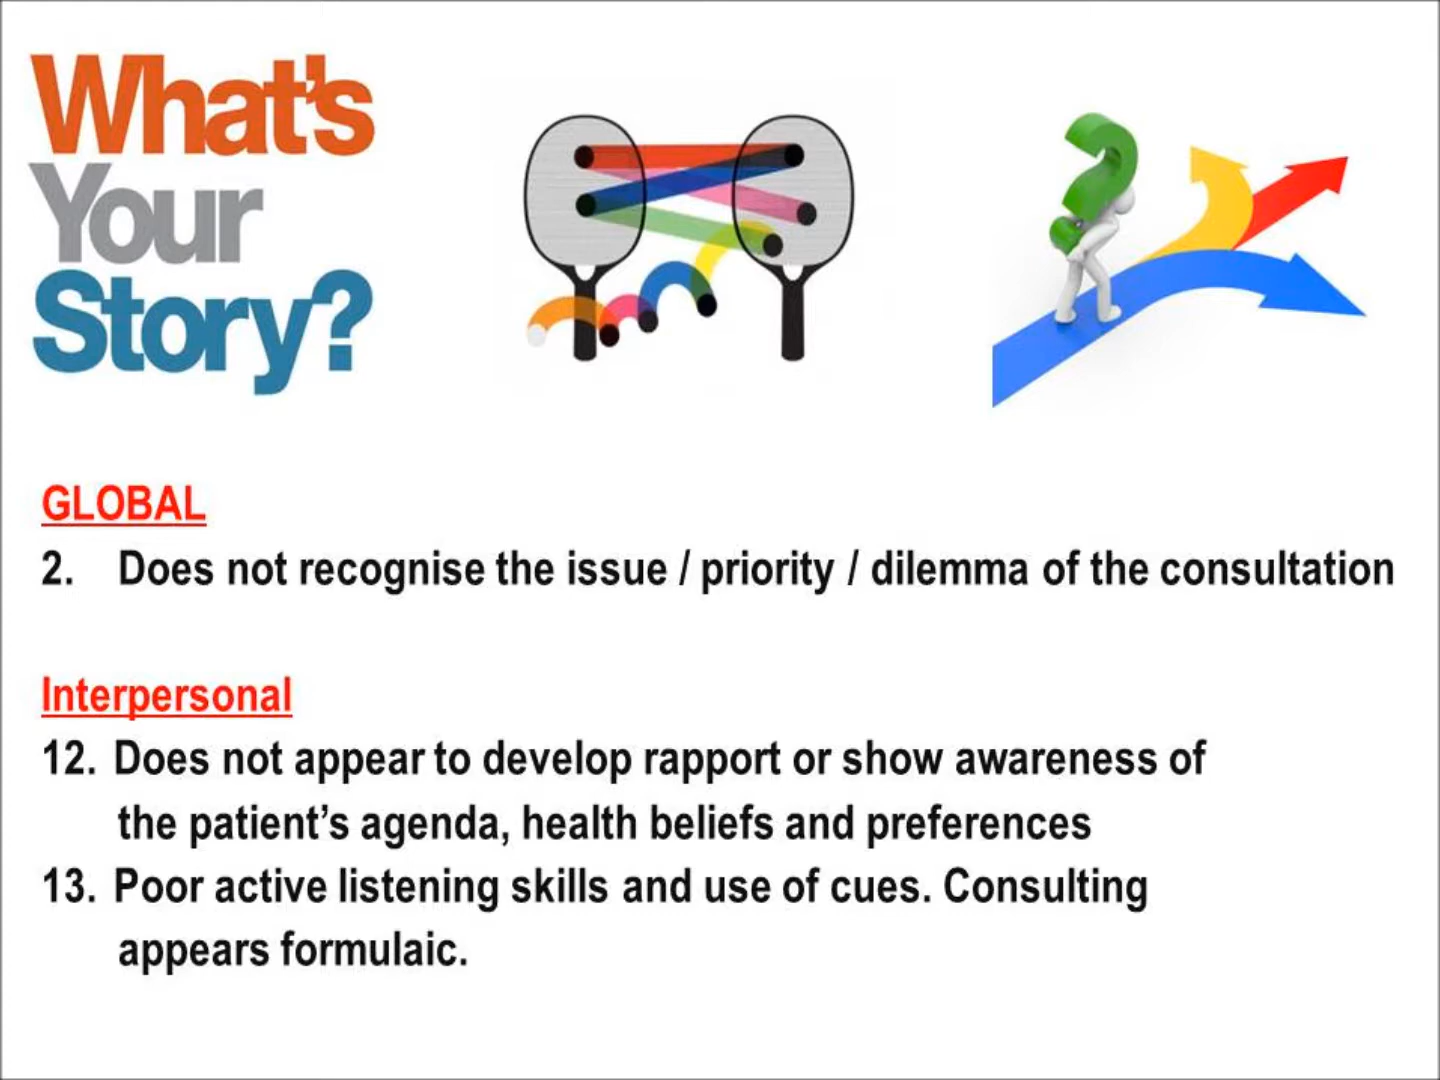 What's
Your
Story?
GLOBAL
2. Does not recognise the issue / priority / dilemma of the consultation
Interpersonal
12. Does not appear to develop rapport or show awareness of
the patient’s agenda, health beliefs and preferences
13. Poor active listening skills and use of cues. Consulting
appears formulaic.